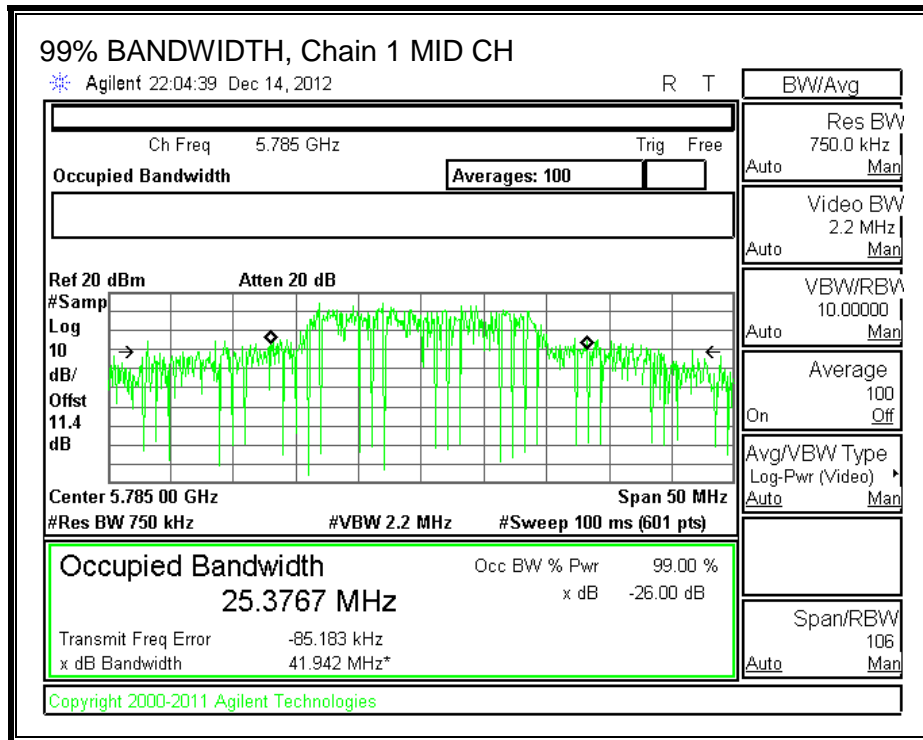 99% BANDWIDTH, Chain 1 MID CH
Agilent 22:04:39 Dec 14, 2012 R T
BW/Avg
Ch Freq 5.785 GHz Trig Free
Occupied Bandwidth Averages: 100
Res BW
750.0 kHz
Auto Man
Video BW
2.2 MHz
Auto Man
VBW/RBW
10.00000
Auto Man
Average
100
On Off
Avg/VBW Type
Log-Pwr (Video)
Auto Man
Span/RBW
106
Auto Man
Ref 20 dBm Atten 20 dB
#Samp
Log
10
dB/
Offst
11.4
dB
Center 5.785 00 GHz Span 50 MHz
#Res BW 750 kHz #VBW 2.2 MHz #Sweep 100 ms (601 pts)
Occupied Bandwidth Occ BW % Pwr 99.00 %
25.3767 MHz x dB -26.00 dB
Transmit Freq Error -85.183 kHz
x dB Bandwidth 41.942 MHz*
Copyright 2000-2011 Agilent Technologies